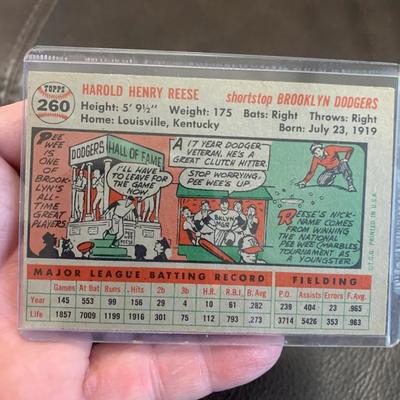 TOPPS
260
HAROLD HENRY REESE shortstop BROOKLYN DODGERS
Height: 5' 9½" Weight: 175 Bats: Right Throws: Right
Home: Louisville, Kentucky Born: July 23, 1919
PEE
WEE IS
ONE OF
BROOK-
LYN'S
ALL-
TIME
GREAT
PLAYERS
DODGERS
HALL OF FAME
I'LL
HAVE TO
LEAVE FOR
THE GAME
NOW.
A 17 YEAR DODGER
VETERAN, HE'S A
GREAT CLUTCH HITTER.
STOP WORRYING,
PEE WEE'S UP
BKLYN
MGR
REESE'S NICK-
NAME COMES
FROM WINNING
THE NATIONAL
PEE WEE (MARBLES)
TOURNAMENT AS
A YOUNGSTER.
©T.C.G. PRINTED IN U.S.A.
MAJOR LEAGUE BATTING RECORD FIELDING
Games At Bat Runs Hits 2b 3b H.R. R.B.I. B. Avg. P.O. Assists Errors F. Avg.
Year 145 553 99 156 29 4 10 61 .282 239 404 23 .965
Life 1857 7009 1199 1916 301 75 112 793 .273 3714 5426 353 .963